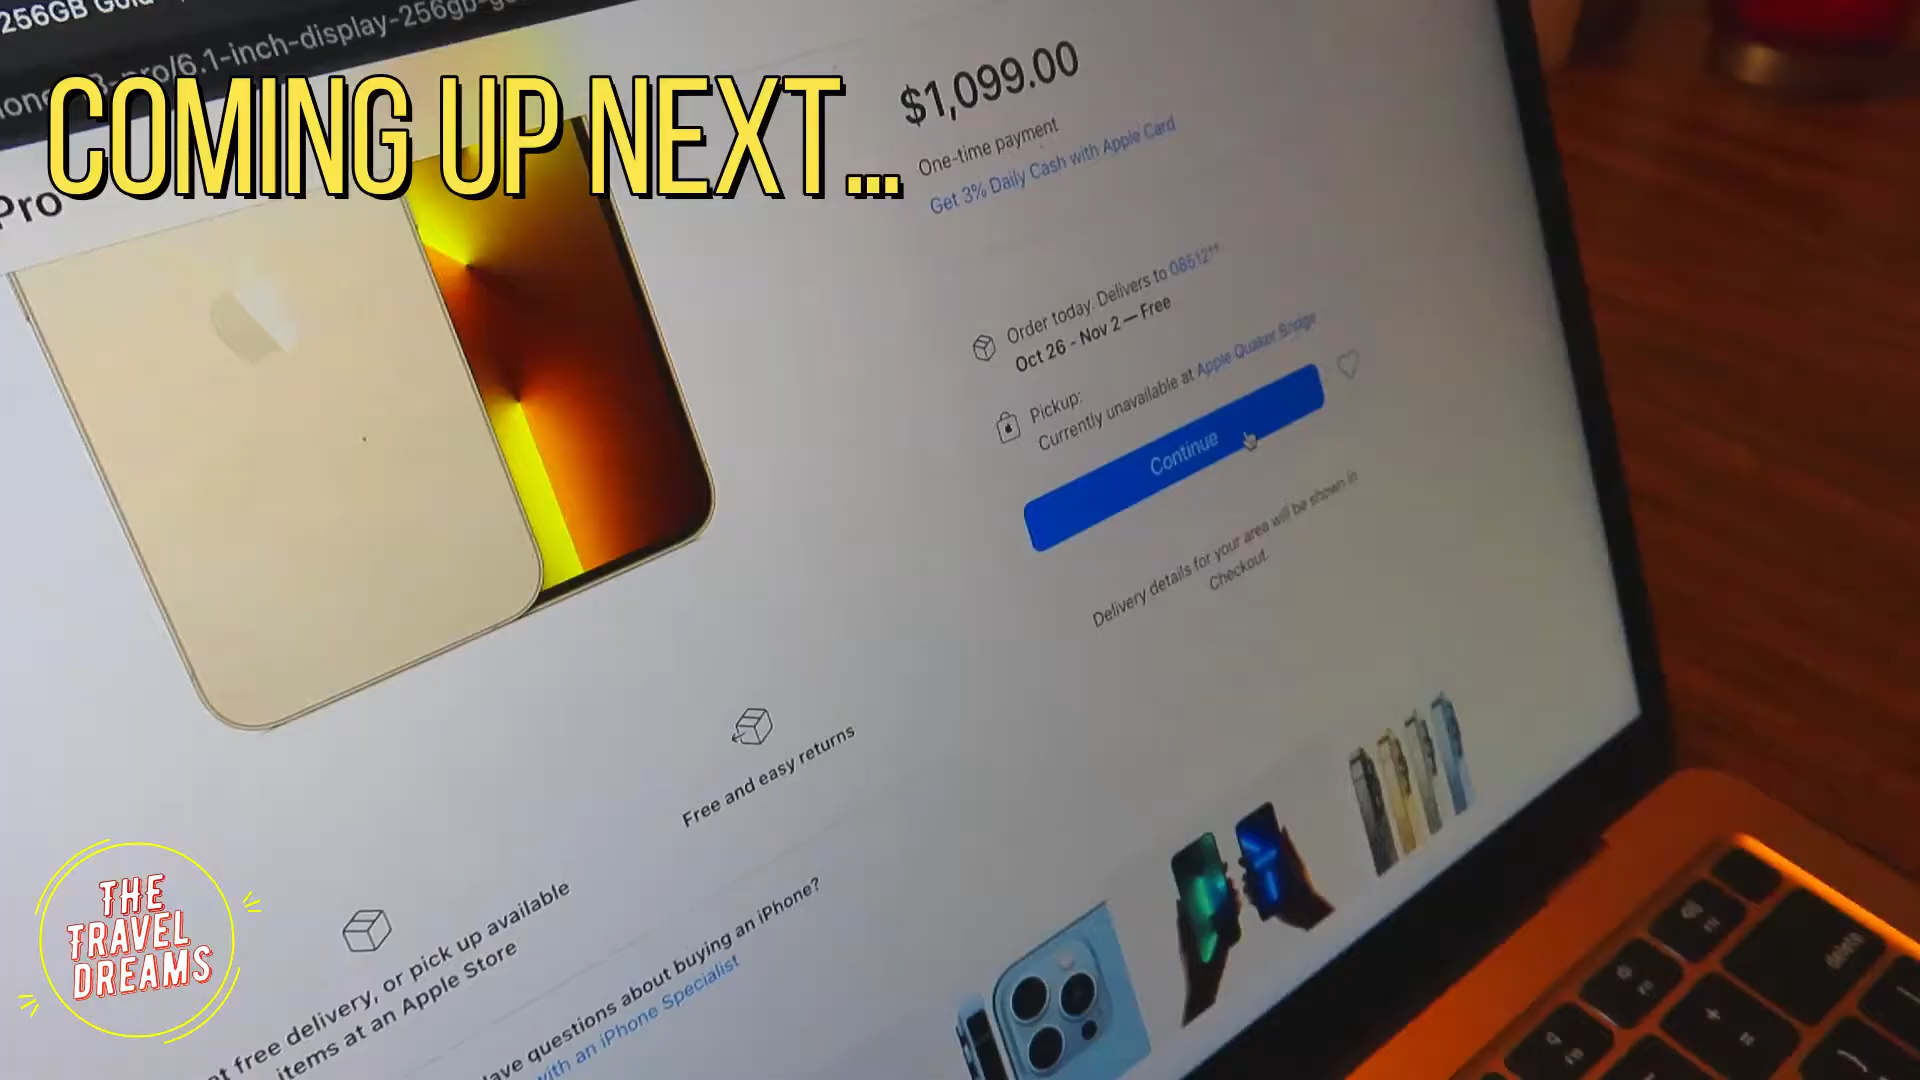 256GB Gold
pro/6.1-inch-display-256gb-g
COMING UP NEXT...
Pro
$1,099.00
One-time payment
Get 3% Daily Cash with Apple Card
Order today. Delivers to 08512**
Oct 26 - Nov 2 — Free
Pickup:
Currently unavailable at Apple Quaker Bridge
Continue
Delivery details for your area will be shown in
Checkout.
Free and easy returns
free delivery, or pick up available
items at an Apple Store
questions about buying an iPhone?
with an iPhone Specialist
THE
TRAVEL
DREAMS
delete